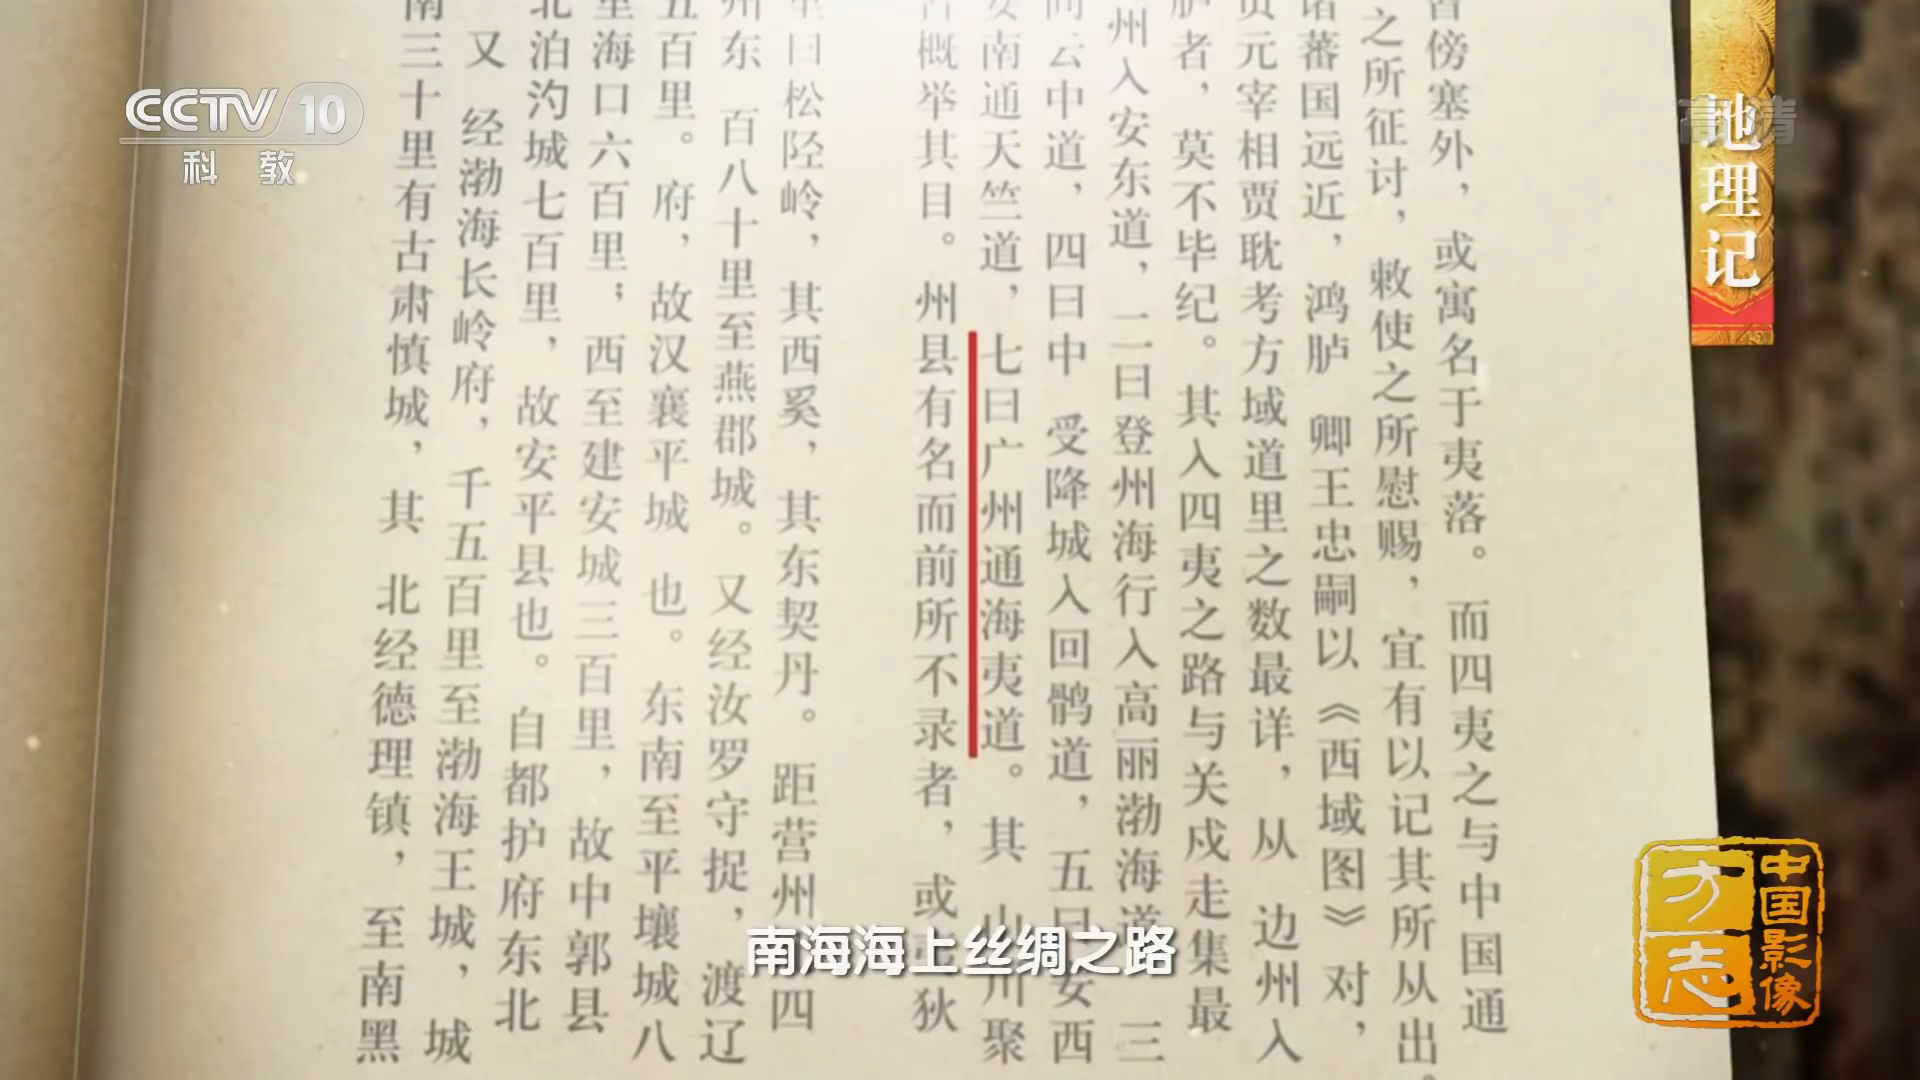 CCTV 10
科 教
高清
地理记
傍塞外，或寓名于夷落。而四夷之与中国通
之所征讨，敕使之所慰赐，宜有以记其所从出。
诸蕃国远近，鸿胪 卿王忠嗣以《西域图》对，
贞元宰相贾耽考方域道里之数最详，从 边州入
胪者，莫不毕纪。其入四夷之路与关戍走集最
州入安东道，二曰登州海行入高丽渤海道 三
间云中道，四曰中 受降城入回鹘道，五曰安西
安南通天竺道，七曰广州通海夷道。其 山川聚
概举其目。州县有名而前所不录者，或夷狄
里曰松陉岭，其西奚，其东契丹。距营州 四
州东 百八十里至燕郡城。又经汝罗守捉，渡辽
五百里。府，故汉襄平城 也。东南至平壤城八
里海口六百里；西至建安城三百里，故中郭县
北泊汋城七百里，故安平县也。自都护府东北
又 经渤海长岭府，千五百里至渤海王城，城
南三十里有古肃慎城，其 北经德理镇，至南黑
南海海上丝绸之路
中国影像
方志